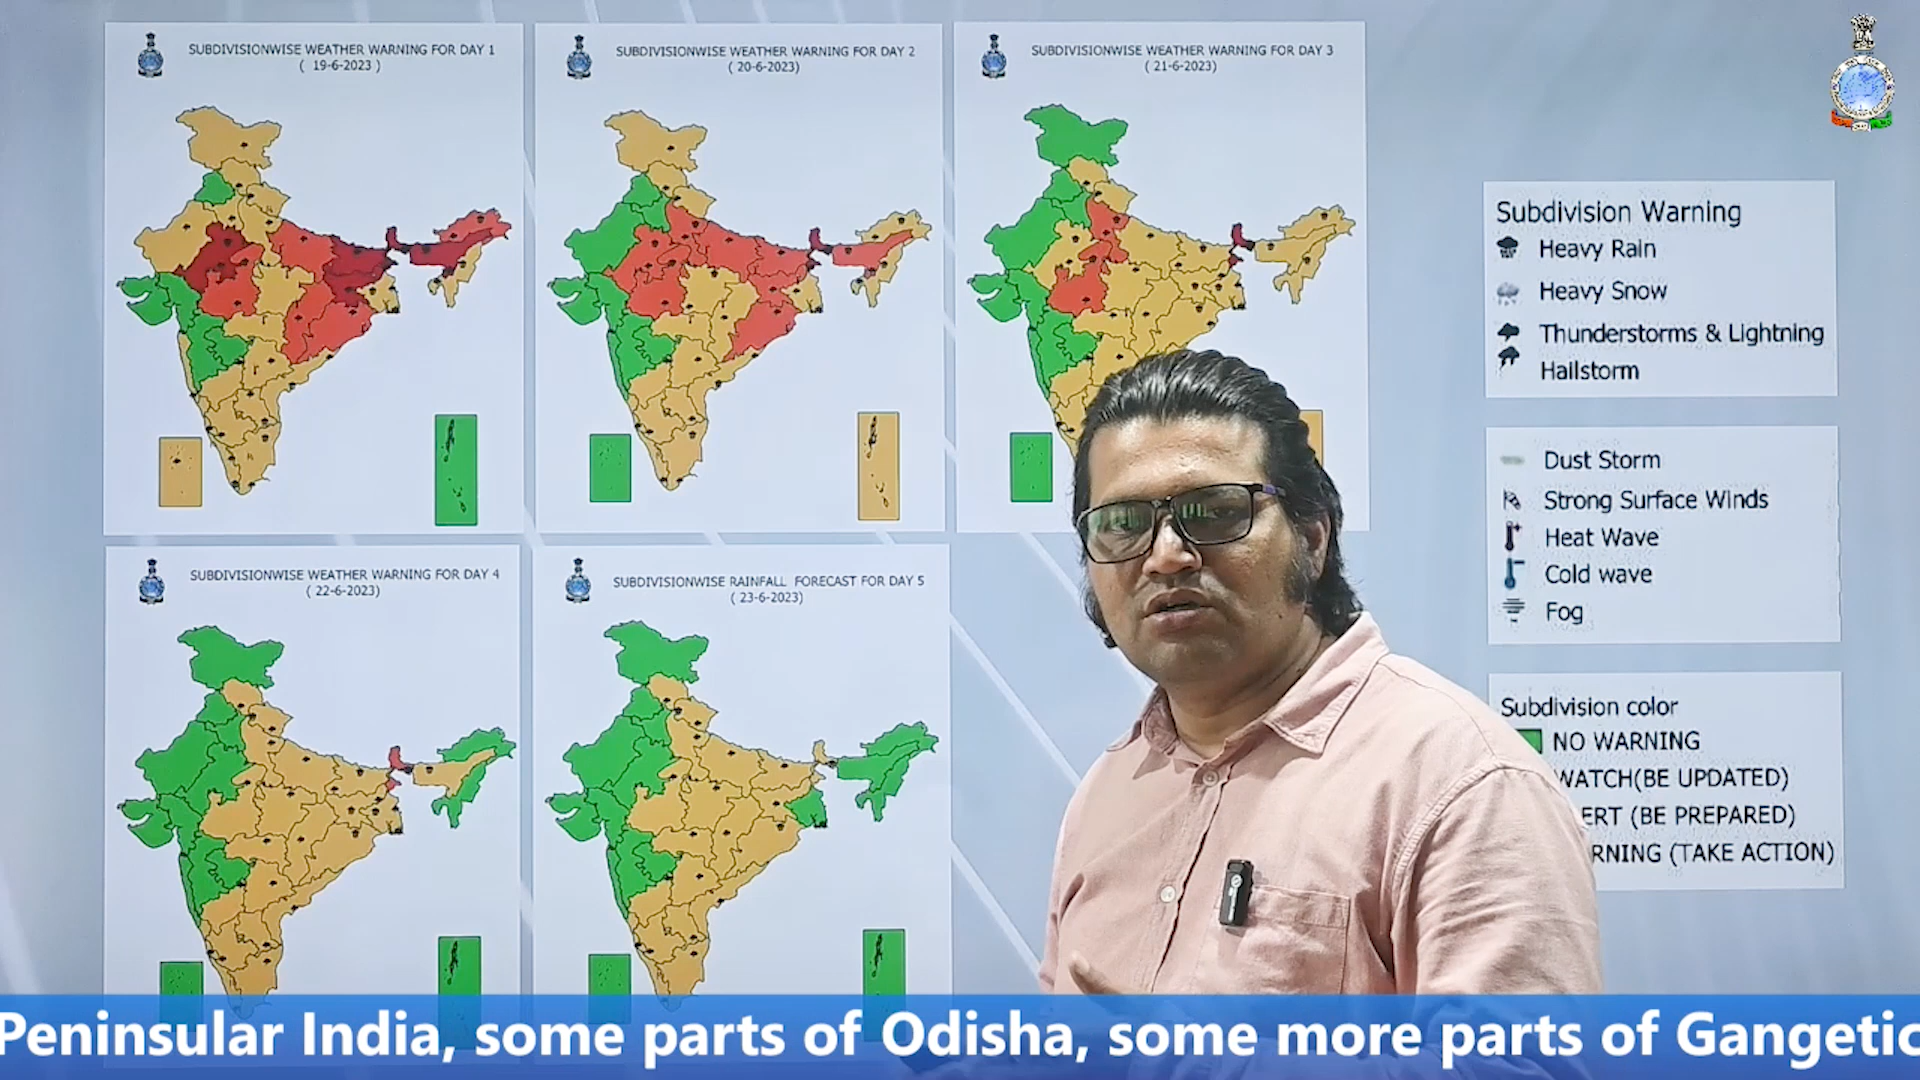 SUBDIVISIONWISE WEATHER WARNING FOR DAY 1
( 19-6-2023 )
SUBDIVISIONWISE WEATHER WARNING FOR DAY 2
( 20-6-2023)
SUBDIVISIONWISE WEATHER WARNING FOR DAY 3
( 21-6-2023)
SUBDIVISIONWISE WEATHER WARNING FOR DAY 4
( 22-6-2023)
SUBDIVISIONWISE RAINFALL FORECAST FOR DAY 5
( 23-6-2023)
Subdivision Warning
Heavy Rain
Heavy Snow
Thunderstorms & Lightning
Hailstorm
Dust Storm
Strong Surface Winds
Heat Wave
Cold wave
Fog
Subdivision color
NO WARNING
WATCH(BE UPDATED)
ERT (BE PREPARED)
RNING (TAKE ACTION)
Peninsular India, some parts of Odisha, some more parts of Gangetic